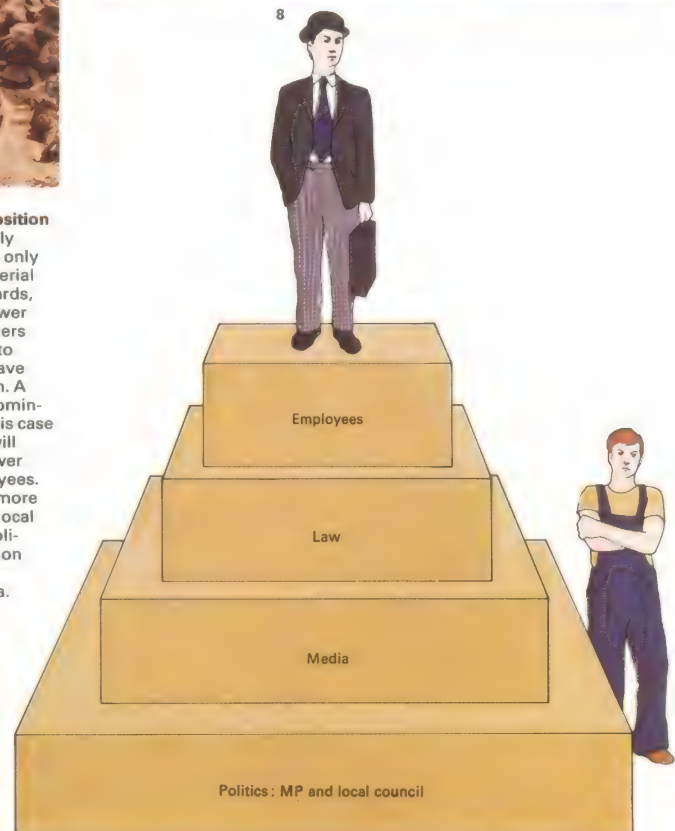 8
osition
ly
only
erial
ards,
wer
ers
to
ave
n. A
omin-
is case
vill
ver
yees.
more
ocal
oli-
on
a.
Employees
Law
Media
Politics: MP and local council